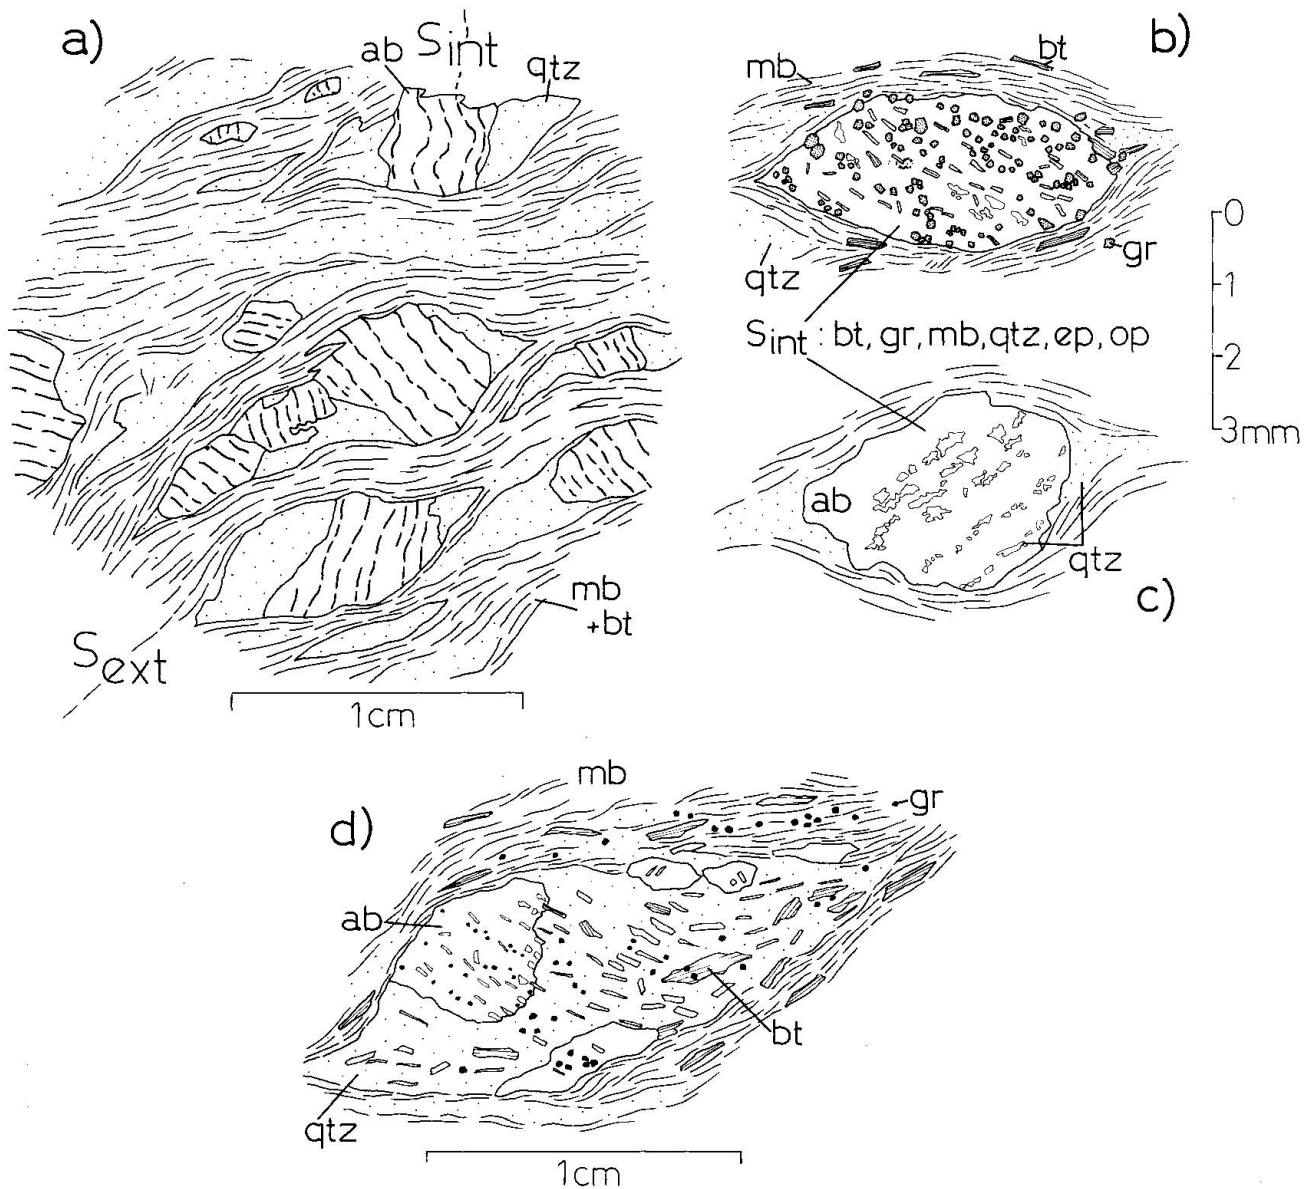 a)
ab Sint qtz
b)
mb bt
0
1
2
3mm
qtz gr
Sint : bt, gr, mb, qtz, ep, op
ab
qtz
c)
mb
+bt
Sext
1cm
d)
mb
gr
ab
bt
qtz
1cm